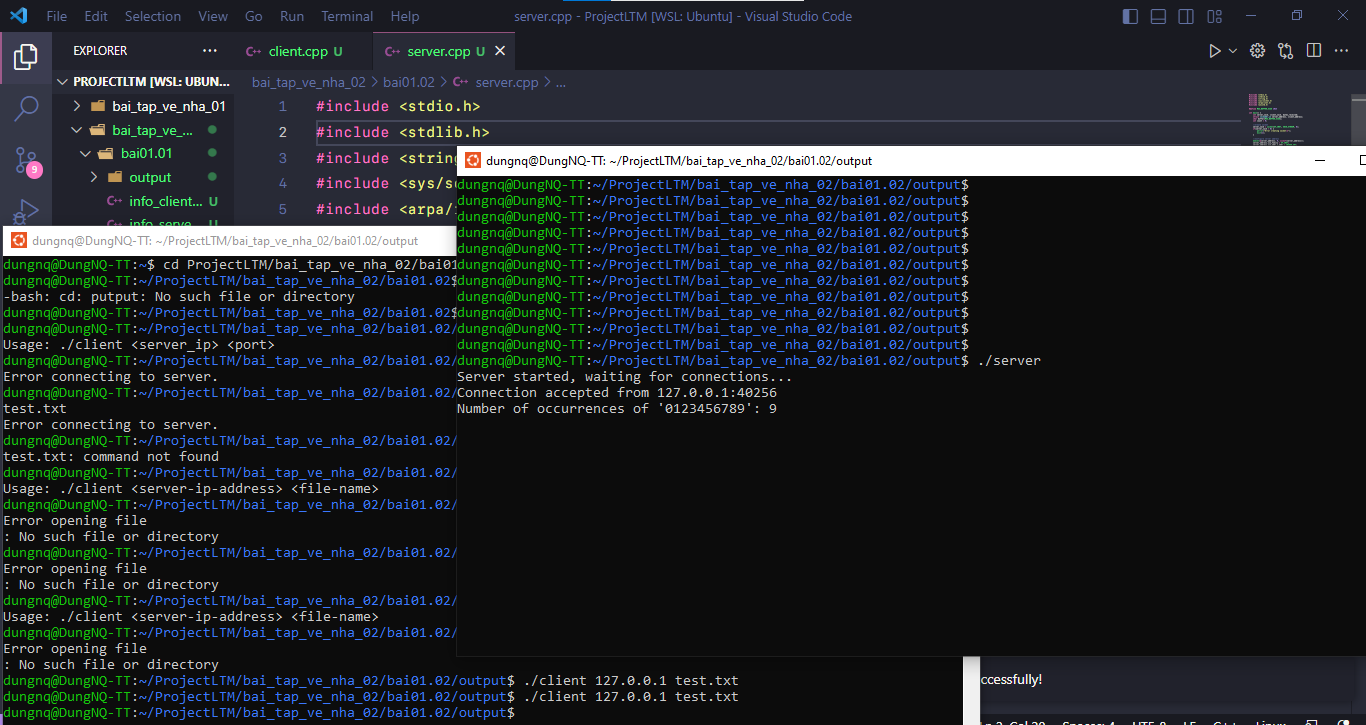 File Edit Selection View Go Run Terminal Help server.cpp - ProjectLTM [WSL: Ubuntu] - Visual Studio Code
EXPLORER ··· C++ client.cpp U C++ server.cpp U
PROJECTLTM [WSL: UBUN... bai_tap_ve_nha_02 > bai01.02 > C++ server.cpp > ...
bai_tap_ve_nha_01
bai_tap_ve_...
bai01.01
output
C++ info_client... U
C++ info_serve U
9
1 #include <stdio.h>
2 #include <stdlib.h>
3 #include <string
4 #include <sys/s
5 #include <arpa/
dungnq@DungNQ-TT: ~/ProjectLTM/bai_tap_ve_nha_02/bai01.02/output
dungnq@DungNQ-TT:~/ProjectLTM/bai_tap_ve_nha_02/bai01.02/output$
dungnq@DungNQ-TT:~/ProjectLTM/bai_tap_ve_nha_02/bai01.02/output$
dungnq@DungNQ-TT:~/ProjectLTM/bai_tap_ve_nha_02/bai01.02/output$
dungnq@DungNQ-TT:~/ProjectLTM/bai_tap_ve_nha_02/bai01.02/output$
dungnq@DungNQ-TT:~/ProjectLTM/bai_tap_ve_nha_02/bai01.02/output$
dungnq@DungNQ-TT:~/ProjectLTM/bai_tap_ve_nha_02/bai01.02/output$
dungnq@DungNQ-TT:~/ProjectLTM/bai_tap_ve_nha_02/bai01.02/output$
dungnq@DungNQ-TT:~/ProjectLTM/bai_tap_ve_nha_02/bai01.02/output$
dungnq@DungNQ-TT:~/ProjectLTM/bai_tap_ve_nha_02/bai01.02/output$
dungnq@DungNQ-TT:~/ProjectLTM/bai_tap_ve_nha_02/bai01.02/output$
dungnq@DungNQ-TT:~/ProjectLTM/bai_tap_ve_nha_02/bai01.02/output$
dungnq@DungNQ-TT:~/ProjectLTM/bai_tap_ve_nha_02/bai01.02/output$ ./server
Server started, waiting for connections...
Connection accepted from 127.0.0.1:40256
Number of occurrences of '0123456789': 9
dungnq@DungNQ-TT: ~/ProjectLTM/bai_tap_ve_nha_02/bai01.02/output
dungnq@DungNQ-TT:~$ cd ProjectLTM/bai_tap_ve_nha_02/bai01
dungnq@DungNQ-TT:~/ProjectLTM/bai_tap_ve_nha_02/bai01.02$
-bash: cd: putput: No such file or directory
dungnq@DungNQ-TT:~/ProjectLTM/bai_tap_ve_nha_02/bai01.02$
dungnq@DungNQ-TT:~/ProjectLTM/bai_tap_ve_nha_02/bai01.02/
Usage: ./client <server_ip> <port>
dungnq@DungNQ-TT:~/ProjectLTM/bai_tap_ve_nha_02/bai01.02/
Error connecting to server.
dungnq@DungNQ-TT:~/ProjectLTM/bai_tap_ve_nha_02/bai01.02/
test.txt
Error connecting to server.
dungnq@DungNQ-TT:~/ProjectLTM/bai_tap_ve_nha_02/bai01.02/
test.txt: command not found
dungnq@DungNQ-TT:~/ProjectLTM/bai_tap_ve_nha_02/bai01.02/
Usage: ./client <server-ip-address> <file-name>
dungnq@DungNQ-TT:~/ProjectLTM/bai_tap_ve_nha_02/bai01.02/
Error opening file
: No such file or directory
dungnq@DungNQ-TT:~/ProjectLTM/bai_tap_ve_nha_02/bai01.02/
Error opening file
: No such file or directory
dungnq@DungNQ-TT:~/ProjectLTM/bai_tap_ve_nha_02/bai01.02/
Usage: ./client <server-ip-address> <file-name>
dungnq@DungNQ-TT:~/ProjectLTM/bai_tap_ve_nha_02/bai01.02/
Error opening file
: No such file or directory
dungnq@DungNQ-TT:~/ProjectLTM/bai_tap_ve_nha_02/bai01.02/output$ ./client 127.0.0.1 test.txt
dungnq@DungNQ-TT:~/ProjectLTM/bai_tap_ve_nha_02/bai01.02/output$ ./client 127.0.0.1 test.txt
dungnq@DungNQ-TT:~/ProjectLTM/bai_tap_ve_nha_02/bai01.02/output$
ccessfully!